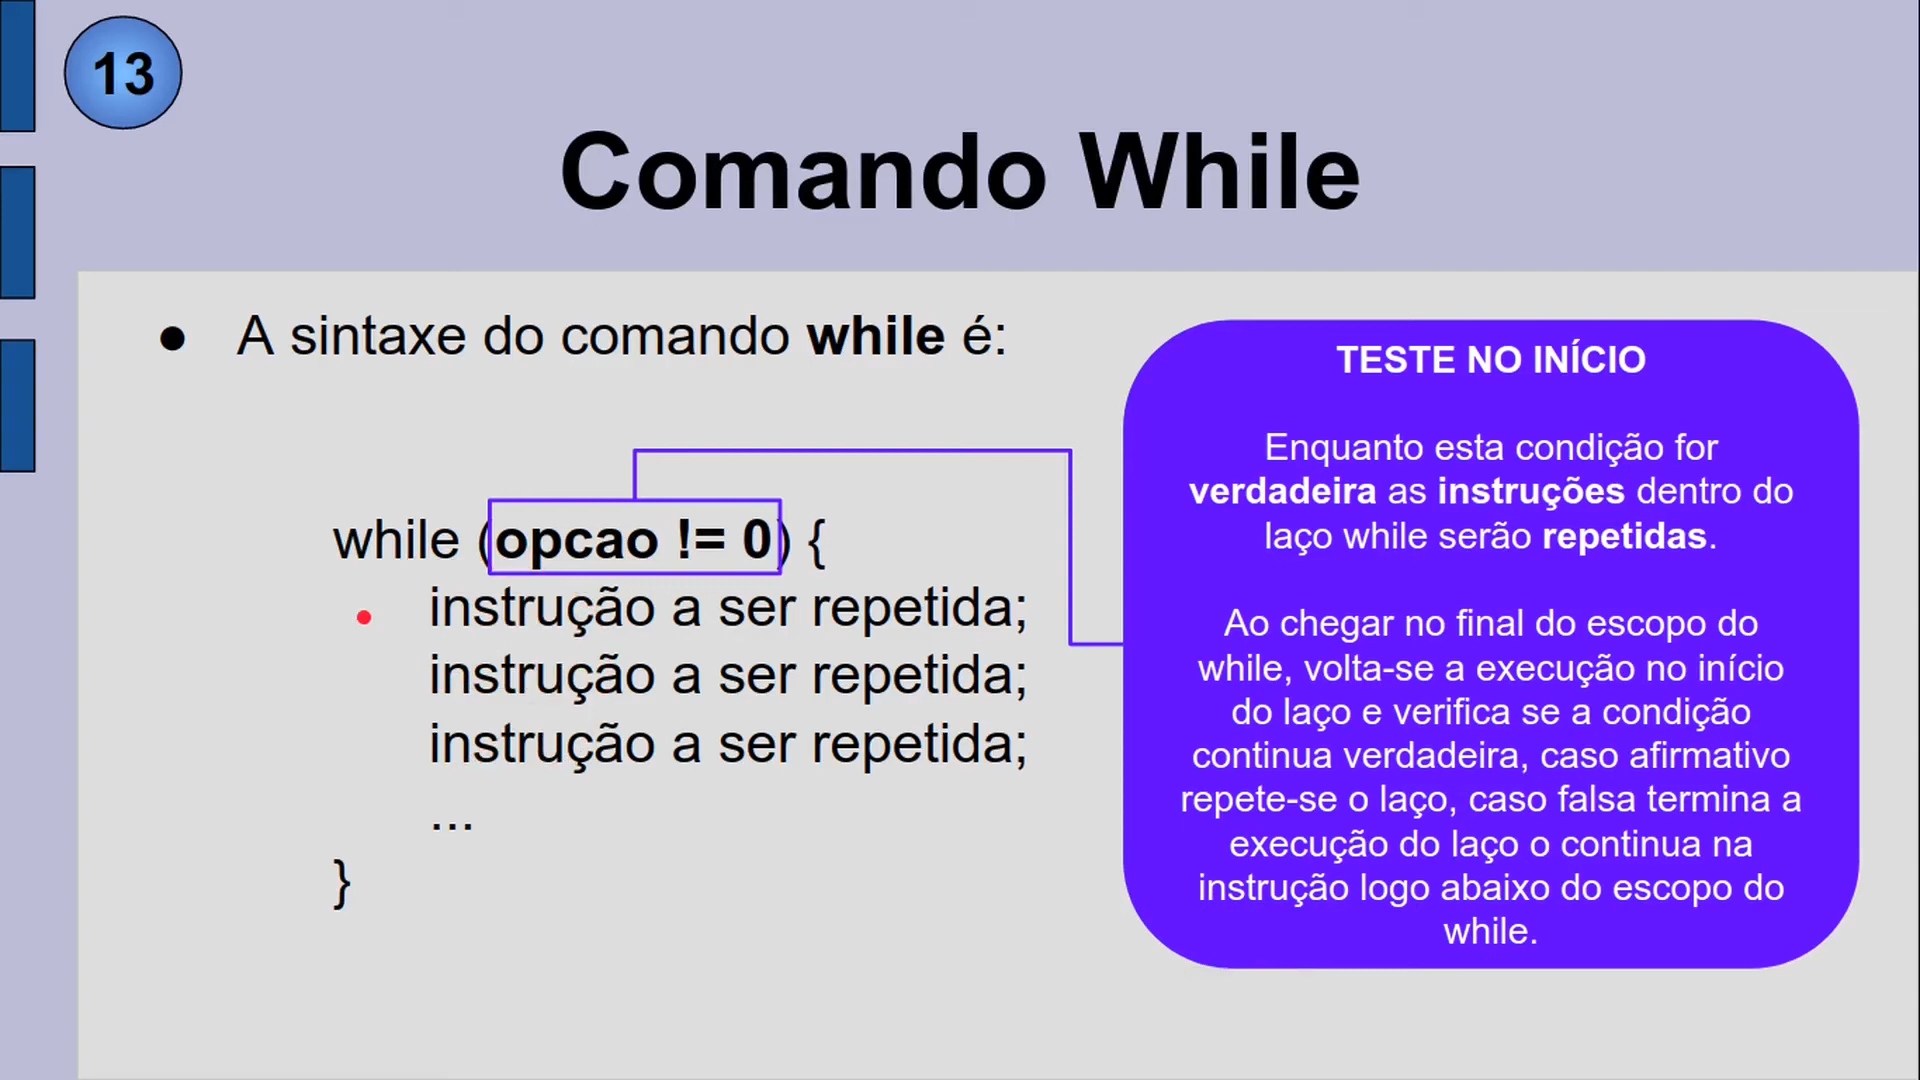 13
Comando While
● A sintaxe do comando while é:
while (opcao != 0) {
instrução a ser repetida;
instrução a ser repetida;
instrução a ser repetida;
...
}
TESTE NO INÍCIO
Enquanto esta condição for
verdadeira as instruções dentro do
laço while serão repetidas.
Ao chegar no final do escopo do
while, volta-se a execução no início
do laço e verifica se a condição
continua verdadeira, caso afirmativo
repete-se o laço, caso falsa termina a
execução do laço o continua na
instrução logo abaixo do escopo do
while.